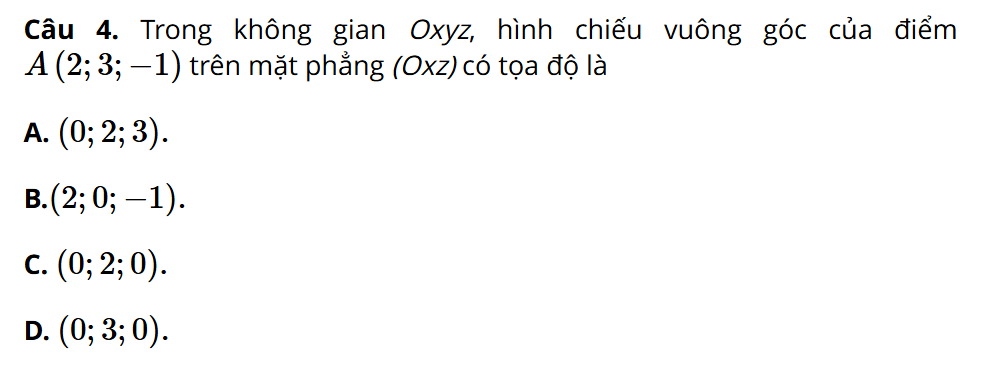 Câu 4. Trong không gian Oxyz, hình chiếu vuông góc của điểm
A (2; 3; −1) trên mặt phẳng (Oxz) có tọa độ là
A. (0; 2; 3).
B.(2; 0; −1).
C. (0; 2; 0).
D. (0; 3; 0).